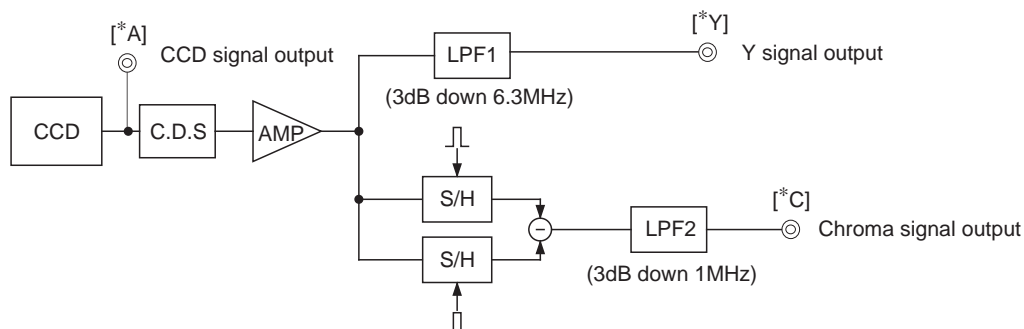 [*A]
CCD signal output
[*Y]
LPF1
Y signal output
(3dB down 6.3MHz)
CCD
C.D.S
AMP
S/H
[*C]
−
LPF2
Chroma signal output
S/H
(3dB down 1MHz)